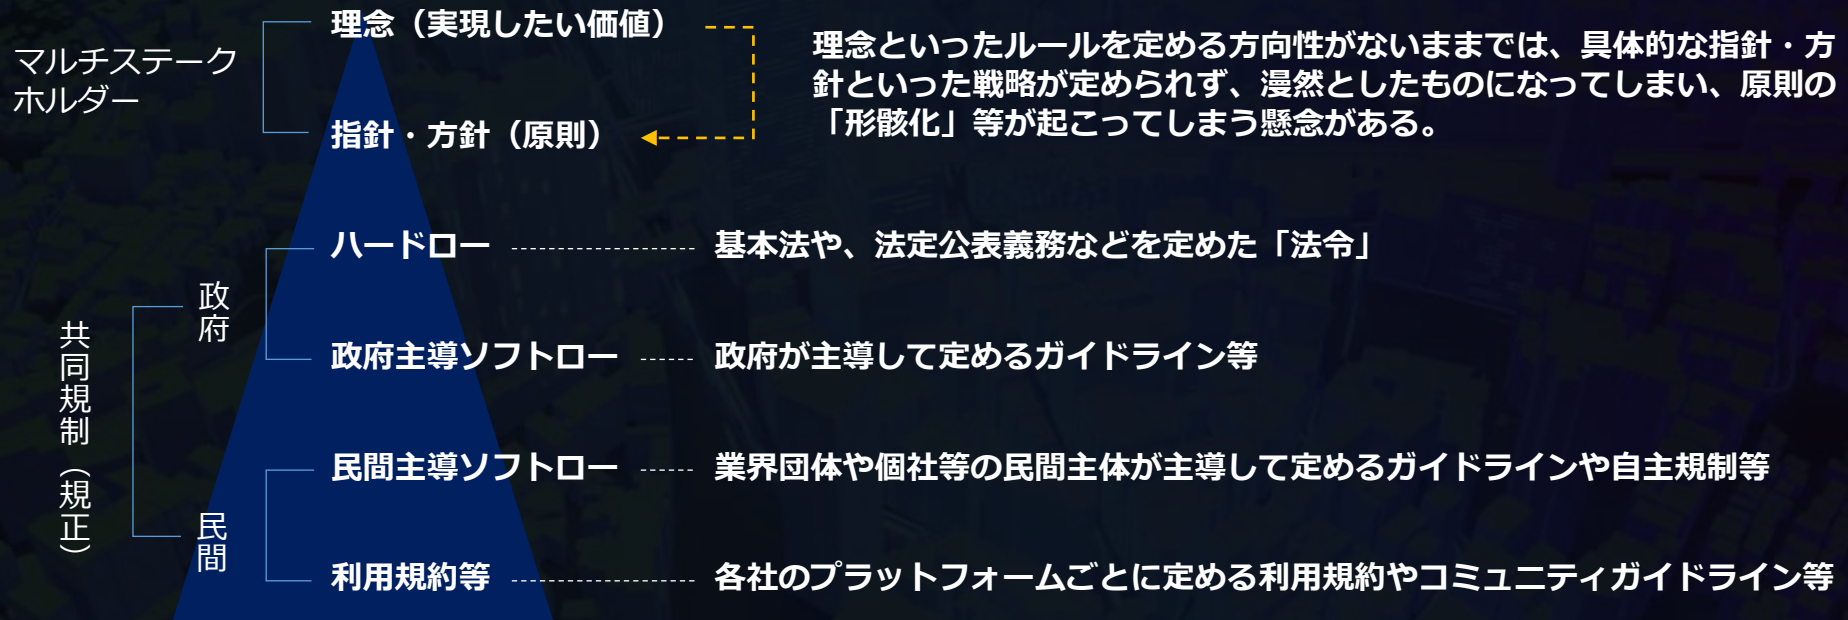 マルチステーク
ホルダー
理念（実現したい価値）
指針・方針（原則）
理念といったルールを定める方向性がないままでは、具体的な指針・方
針といった戦略が定められず、漫然としたものになってしまい、原則の
「形骸化」等が起こってしまう懸念がある。
共同規制（規正）
政府
ハードロー
基本法や、法定公表義務などを定めた「法令」
政府主導ソフトロー
政府が主導して定めるガイドライン等
民間
民間主導ソフトロー
業界団体や個社等の民間主体が主導して定めるガイドラインや自主規制等
利用規約等
各社のプラットフォームごとに定める利用規約やコミュニティガイドライン等